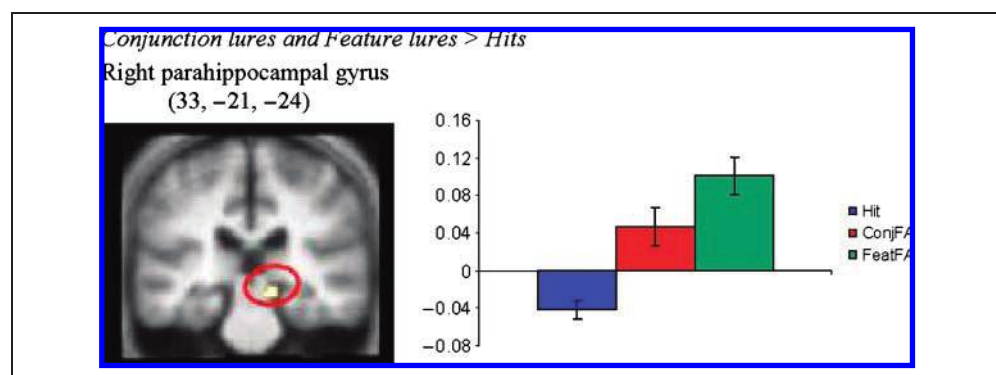 Conjunction lures and Feature lures > Hits
Right parahippocampal gyrus
(33, −21, −24)
0.16
0.12
0.08
0.04
0
−0.04
−0.08
Hit
ConjFA
FeatFA